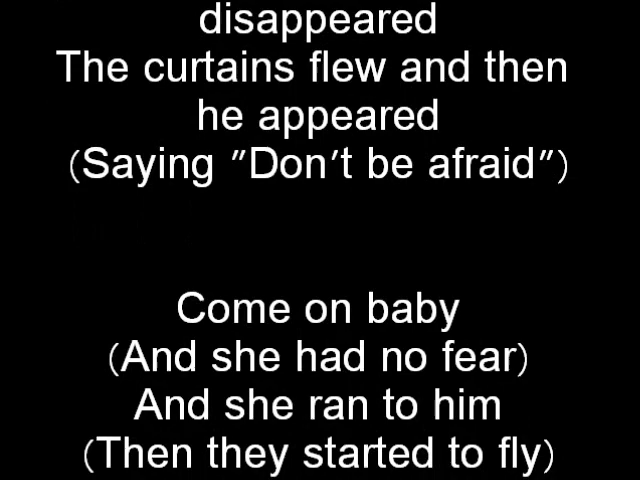 disappeared
The curtains flew and then
he appeared
(Saying "Don't be afraid")
Come on baby
(And she had no fear)
And she ran to him
(Then they started to fly)